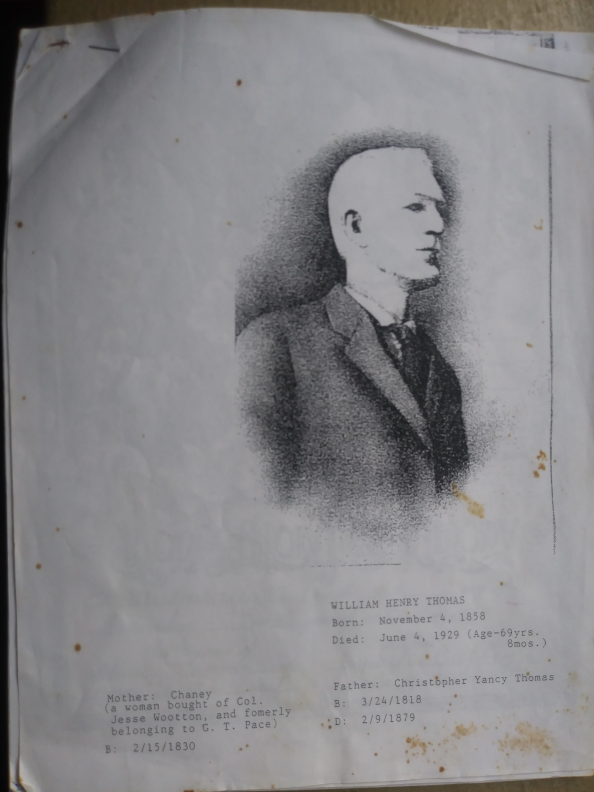 WILLIAM HENRY THOMAS
Born: November 4, 1858
Died: June 4, 1929 (Age-69yrs.
8mos.)
Mother: Chaney
(a woman bought of Col.
Jesse Wootton, and fomerly
belonging to G. T. Pace)
B: 2/15/1830
Father: Christopher Yancy Thomas
B: 3/24/1818
D: 2/9/1879